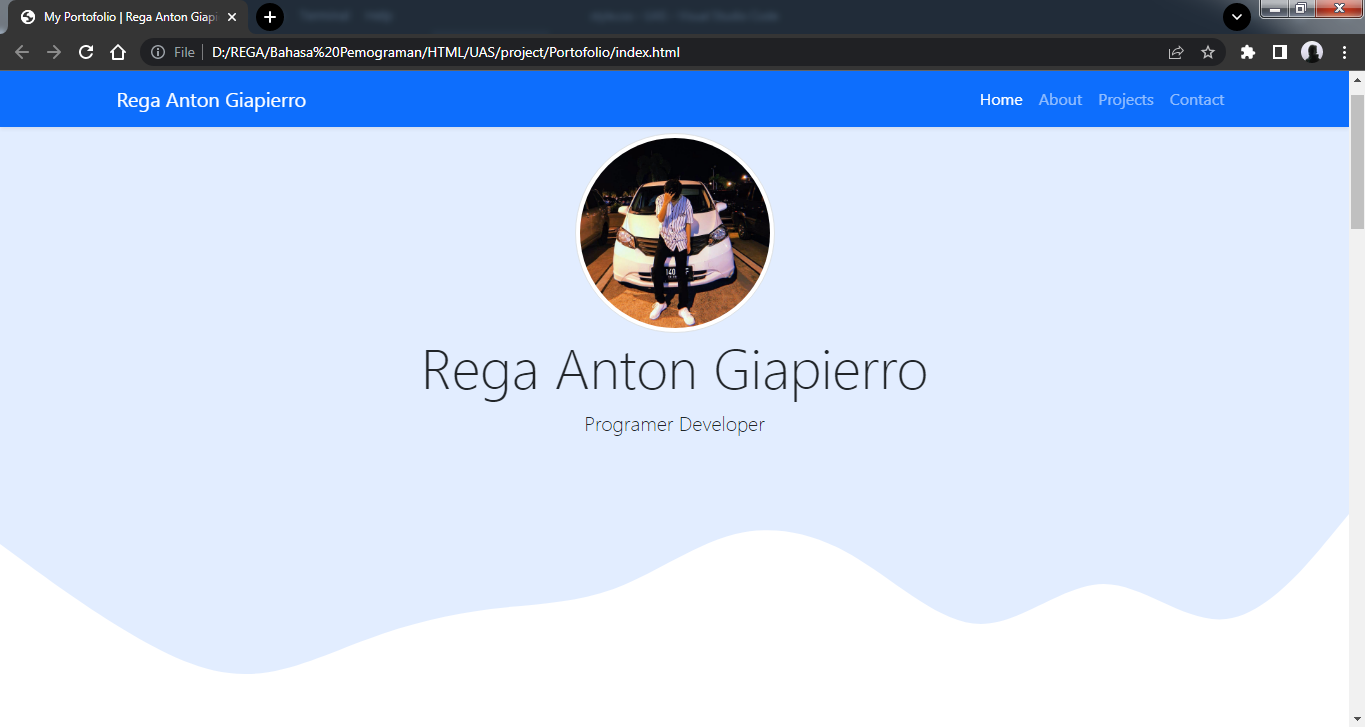 My Portofolio | Rega Anton Giapi
File
D:/REGA/Bahasa%20Pemograman/HTML/UAS/project/Portofolio/index.html
Rega Anton Giapierro
Home About Projects Contact
Rega Anton Giapierro
Programer Developer